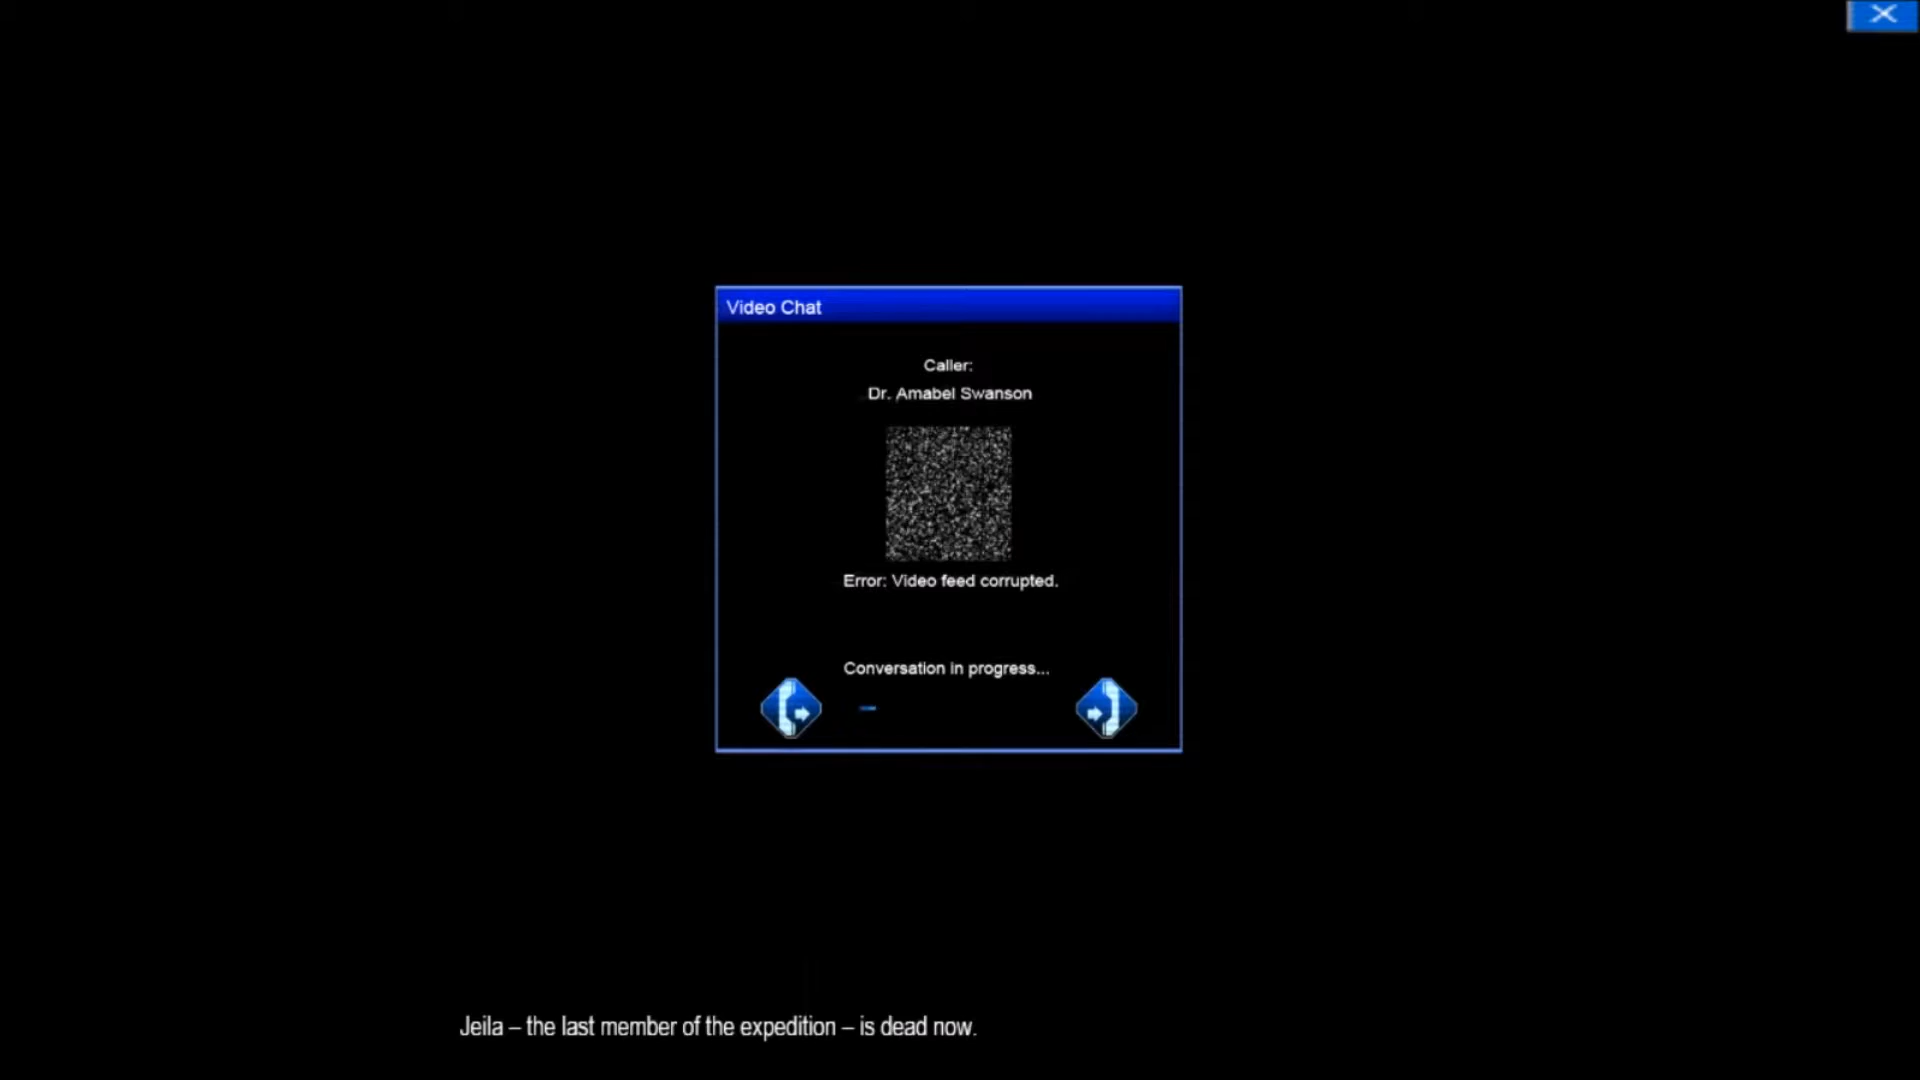 Video Chat
Caller:
Dr. Amabel Swanson
Error: Video feed corrupted.
Conversation in progress...
Jeila – the last member of the expedition – is dead now.